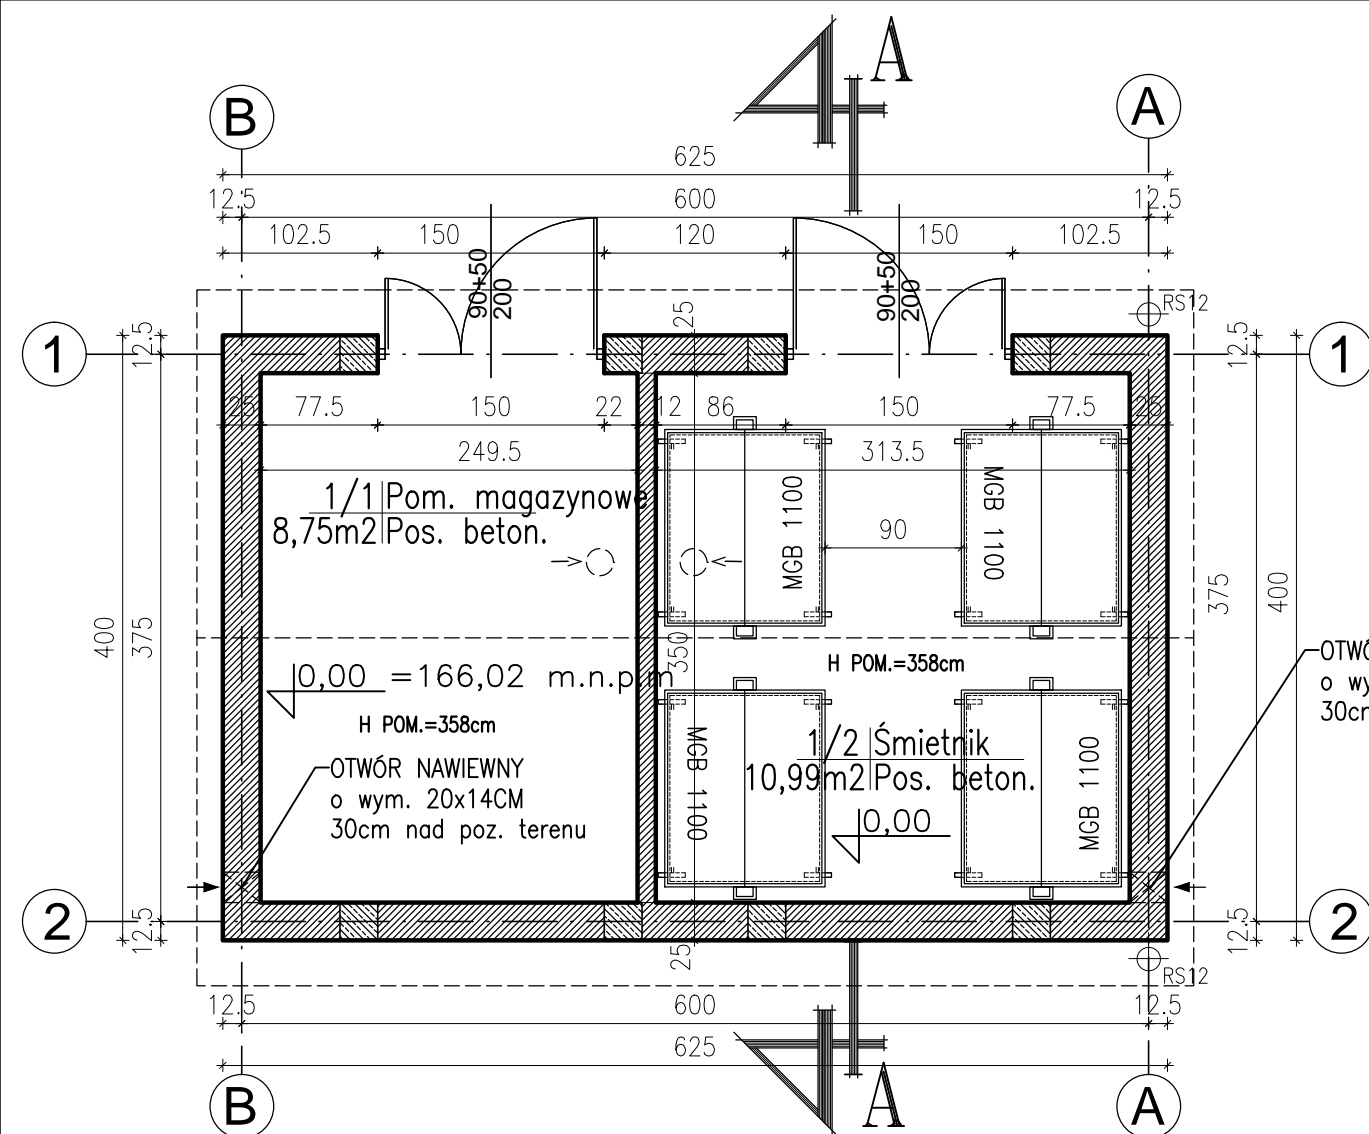 A
B
A
625
12.5
600
12.5
102.5
150
120
150
102.5
90+50
200
90+50
200
RS12
25
1
12.5
12.5
1
25
77.5
150
22
12
86
150
77.5
25
249.5
313.5
1/1 Pom. magazynowe
8,75m2 Pos. beton.
MGB 1100
MGB 1100
90
400
375
350
375
400
H POM.=358cm
0,00 =166,02 m.n.p.m
H POM.=358cm
OTWÓR NAWIEWNY
o wym. 20x14CM
30cm nad poz. terenu
MGB 1100
1/2 Śmietnik
10,99m2 Pos. beton.
0,00
MGB 1100
2
12.5
12.5
2
25
RS12
12.5
600
12.5
625
B
A
A